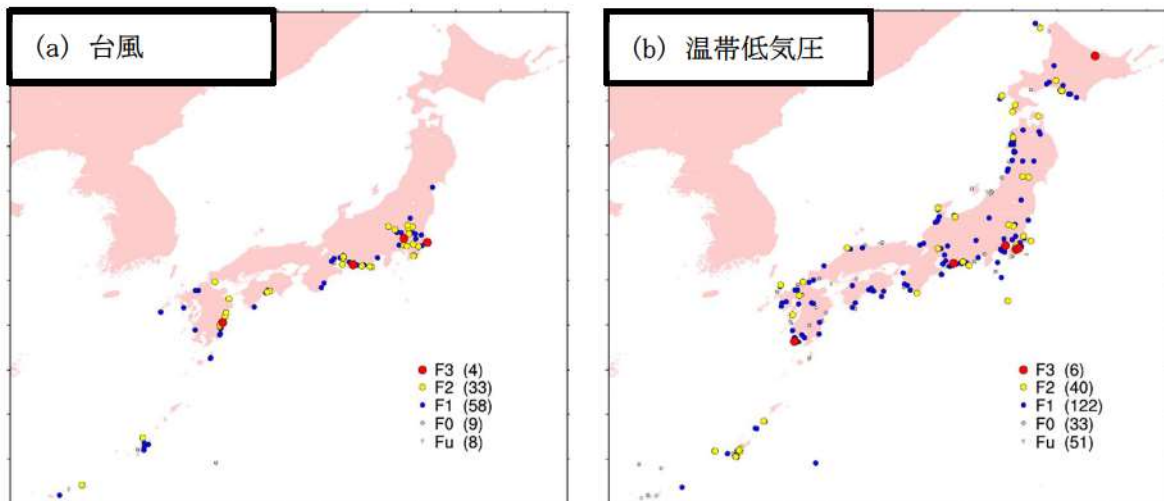 (a) 台風
F3 (4)
F2 (33)
F1 (58)
F0 (9)
Fu (8)
(b) 温帯低気圧
F3 (6)
F2 (40)
F1 (122)
F0 (33)
Fu (51)